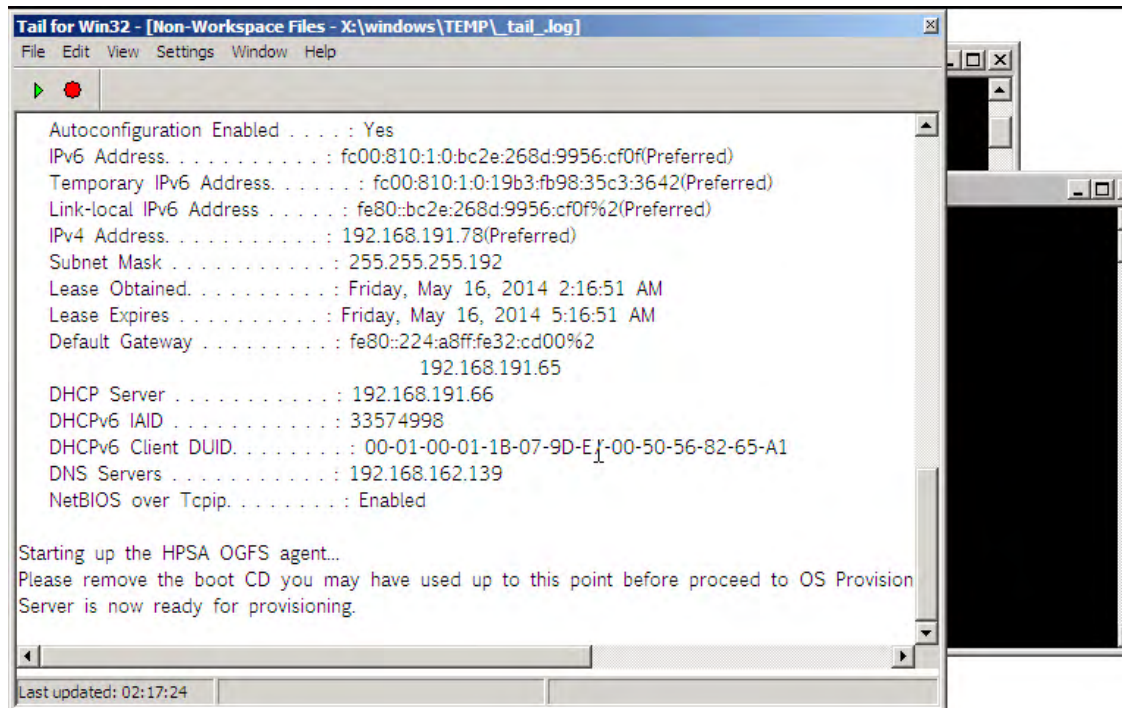 Tail for Win32 - [Non-Workspace Files - X:\windows\TEMP\_tail_.log]
File Edit View Settings Window Help
Autoconfiguration Enabled . . . . : Yes
IPv6 Address. . . . . . . . . . . : fc00:810:1:0:bc2e:268d:9956:cf0f(Preferred)
Temporary IPv6 Address. . . . . . : fc00:810:1:0:19b3:fb98:35c3:3642(Preferred)
Link-local IPv6 Address . . . . . : fe80::bc2e:268d:9956:cf0f%2(Preferred)
IPv4 Address. . . . . . . . . . . : 192.168.191.78(Preferred)
Subnet Mask . . . . . . . . . . . : 255.255.255.192
Lease Obtained. . . . . . . . . . : Friday, May 16, 2014 2:16:51 AM
Lease Expires . . . . . . . . . . : Friday, May 16, 2014 5:16:51 AM
Default Gateway . . . . . . . . . : fe80::224:a8ff:fe32:cd00%2
192.168.191.65
DHCP Server . . . . . . . . . . . : 192.168.191.66
DHCPv6 IAID . . . . . . . . . . . : 33574998
DHCPv6 Client DUID. . . . . . . . :
DNS Servers . . . . . . . . . . . : 192.168.162.139
NetBIOS over Tcpip. . . . . . . . : Enabled
Starting up the HPSA OGFS agent...
Please remove the boot CD you may have used up to this point before proceed to OS Provision
Server is now ready for provisioning.
Last updated: 02:17:24